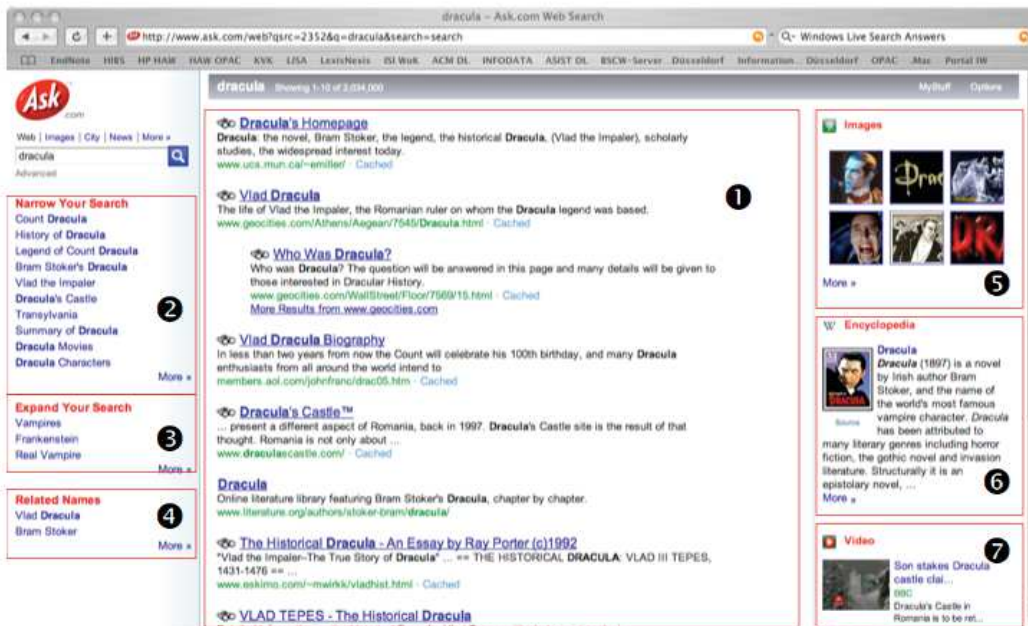 dracula – Ask.com Web Search
http://www.ask.com/web?qsrc=2352&q=dracula&search=search
Windows Live Search Answers
EndNote HIBS HP HAW HAW OPAC KVK LISA LexisNexis ISI WoK ACM DL INFODATA ASIST DL BSCW-Server Düsseldorf Information... Düsseldorf OPAC .Mac Portal IW
Ask
.com
Web | Images | City | News | More »
dracula
Advanced
Narrow Your Search
Count Dracula
History of Dracula
Legend of Count Dracula
Bram Stoker's Dracula
Vlad the Impaler
Dracula's Castle
Transylvania
Summary of Dracula
Dracula Movies
Dracula Characters
More »
2
Expand Your Search
Vampires
Frankenstein
Real Vampire
More »
3
Related Names
Vlad Dracula
Bram Stoker
More »
4
dracula Showing 1-10 of 2,034,000
MyStuff Options
1
Dracula's Homepage
Dracula: the novel, Bram Stoker, the legend, the historical Dracula, (Vlad the Impaler), scholarly
studies, the widespread interest today.
www.ucs.mun.ca/~emiller/ · Cached
Vlad Dracula
The life of Vlad the Impaler, the Romanian ruler on whom the Dracula legend was based.
www.geocities.com/Athens/Aegean/7545/Dracula.html · Cached
Who Was Dracula?
Who was Dracula? The question will be answered in this page and many details will be given to
those interested in Dracular History.
www.geocities.com/WallStreet/Floor/7569/15.html · Cached
More Results from www.geocities.com
Vlad Dracula Biography
In less than two years from now the Count will celebrate his 100th birthday, and many Dracula
enthusiasts from all around the world intend to
members.aol.com/johnfranc/drac05.htm · Cached
Dracula's Castle™
... present a different aspect of Romania, back in 1997. Dracula's Castle site is the result of that
thought. Romania is not only about ...
www.draculascastle.com/ · Cached
Dracula
Online literature library featuring Bram Stoker's Dracula, chapter by chapter.
www.literature.org/authors/stoker-bram/dracula/
The Historical Dracula - An Essay by Ray Porter (c)1992
"Vlad the Impaler--The True Story of Dracula" ... == THE HISTORICAL DRACULA: VLAD III TEPES,
1431-1476 == ...
www.eskimo.com/~mwirkk/vladhist.html · Cached
VLAD TEPES - The Historical Dracula
Images
Drac
DR
More »
5
Encyclopedia
Dracula
Dracula (1897) is a novel
by Irish author Bram
Stoker, and the name of
the world's most famous
vampire character. Dracula
has been attributed to
many literary genres including horror
fiction, the gothic novel and invasion
literature. Structurally it is an
epistolary novel, ...
More »
DRACULA
Source
6
Video
7
Son stakes Dracula
castle clai...
BBC
Dracula's Castle in
Romania is to be ret...